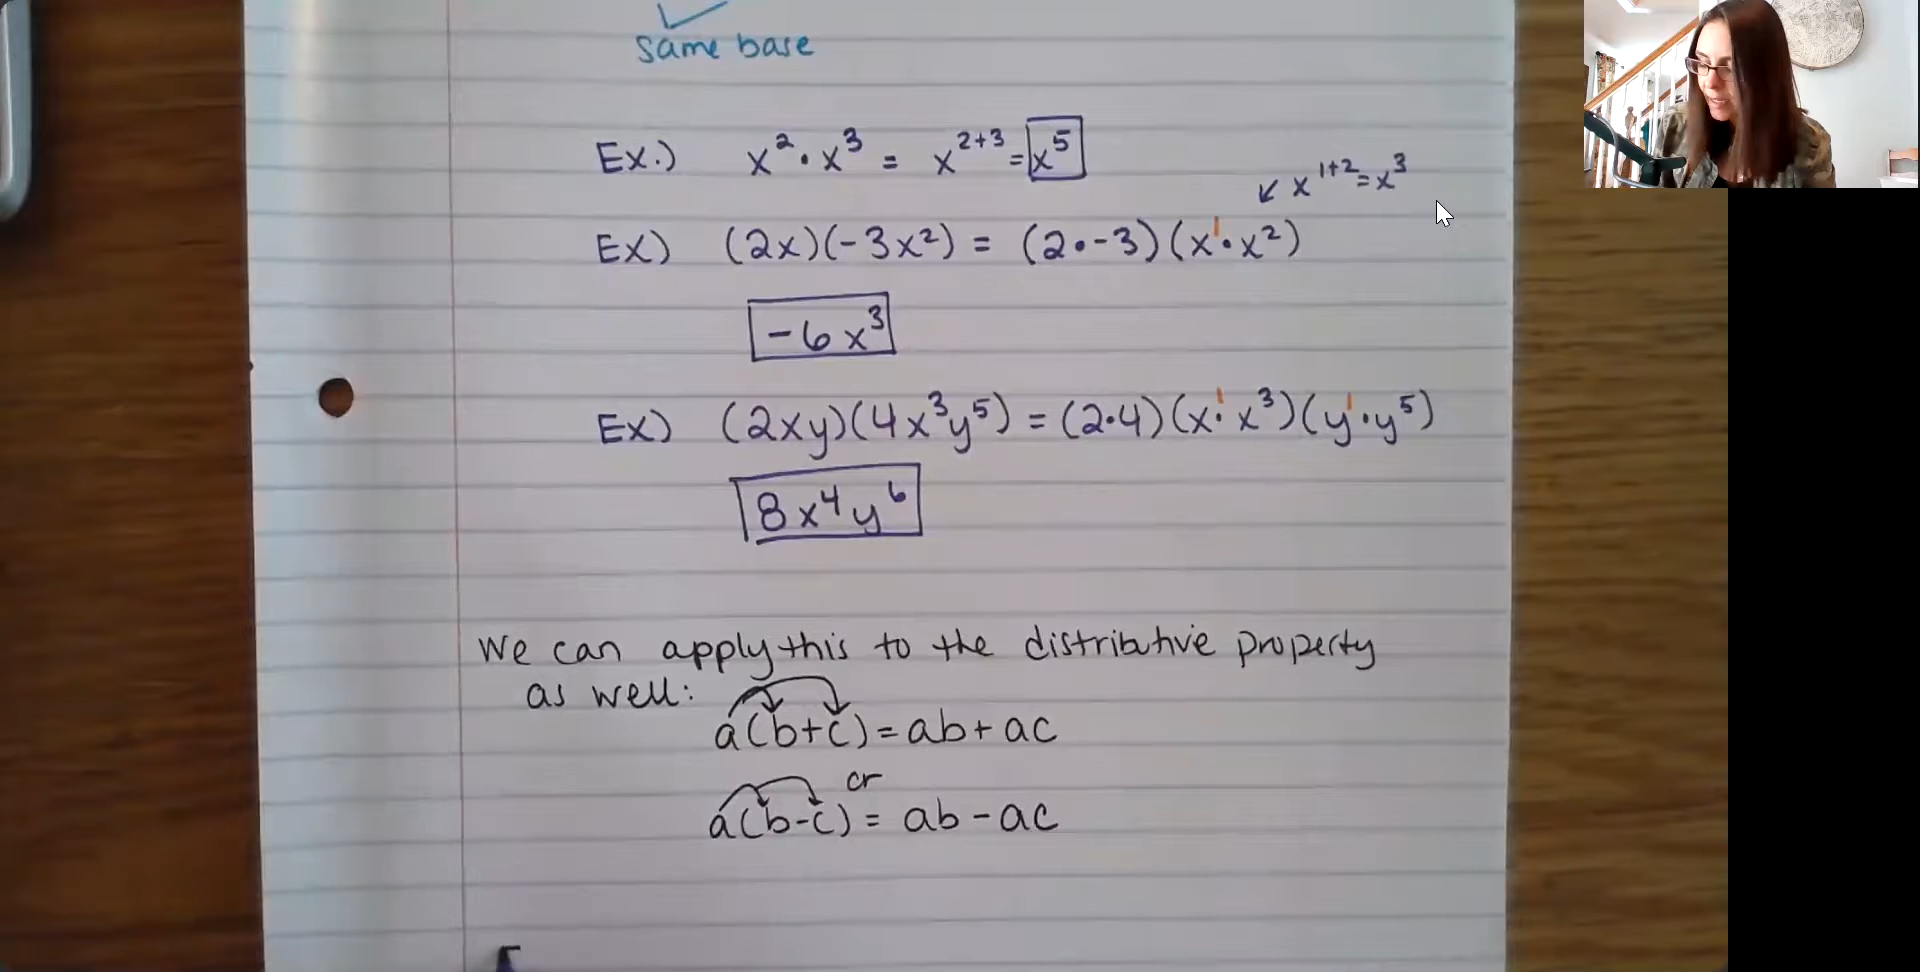 same base
Ex.) x² · x³ = x²⁺³ = x⁵
↙ x¹⁺² = x³
Ex) (2x)(-3x²) = (2·-3)(x¹·x²)
-6x³
Ex) (2xy)(4x³y⁵) = (2·4)(x¹·x³)(y¹·y⁵)
8x⁴y⁶
We can apply this to the distributive property
as well:
a(b+c) = ab + ac
or
a(b-c) = ab - ac